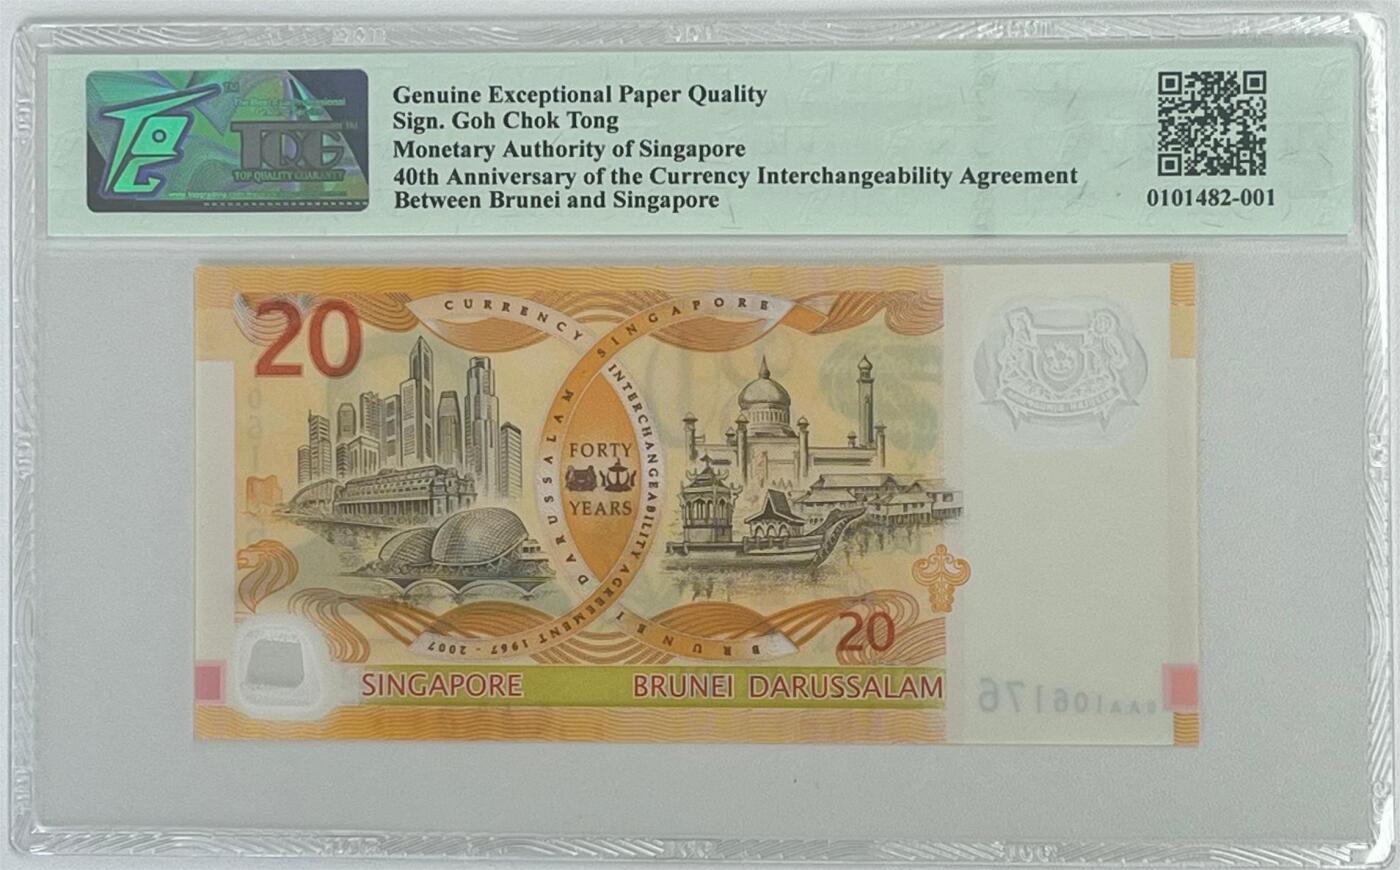 TQG
TOP QUALITY GUARANTY
Genuine Exceptional Paper Quality
Sign. Goh Chok Tong
Monetary Authority of Singapore
40th Anniversary of the Currency Interchangeability Agreement
Between Brunei and Singapore
0101482-001
20
CURRENCY INTERCHANGEABILITY AGREEMENT 1967 - 2007
BRUNEI DARUSSALAM - SINGAPORE
FORTY
YEARS
20
SINGAPORE BRUNEI DARUSSALAM
0AA106176